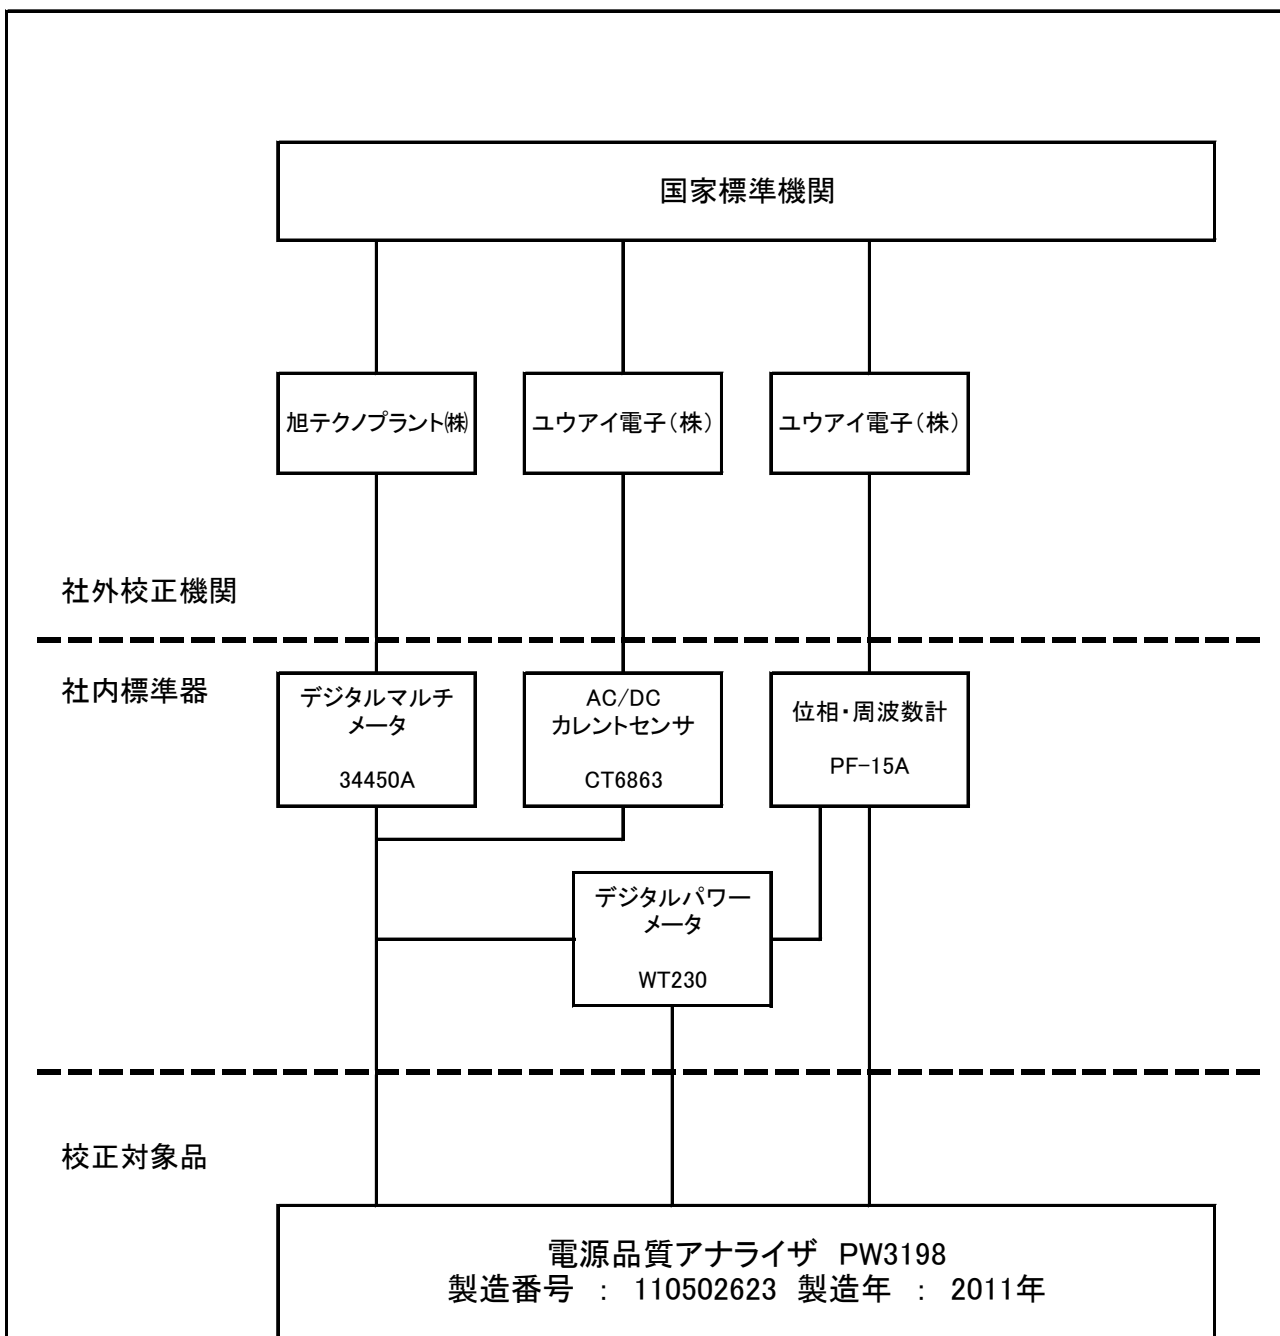 国家標準機関
旭テクノプラント㈱
ユウアイ電子(株)
ユウアイ電子(株)
社外校正機関
社内標準器
デジタルマルチ
メータ
34450A
AC/DC
カレントセンサ
CT6863
位相・周波数計
PF-15A
デジタルパワー
メータ
WT230
校正対象品
電源品質アナライザ PW3198
製造番号 : 110502623 製造年 : 2011年